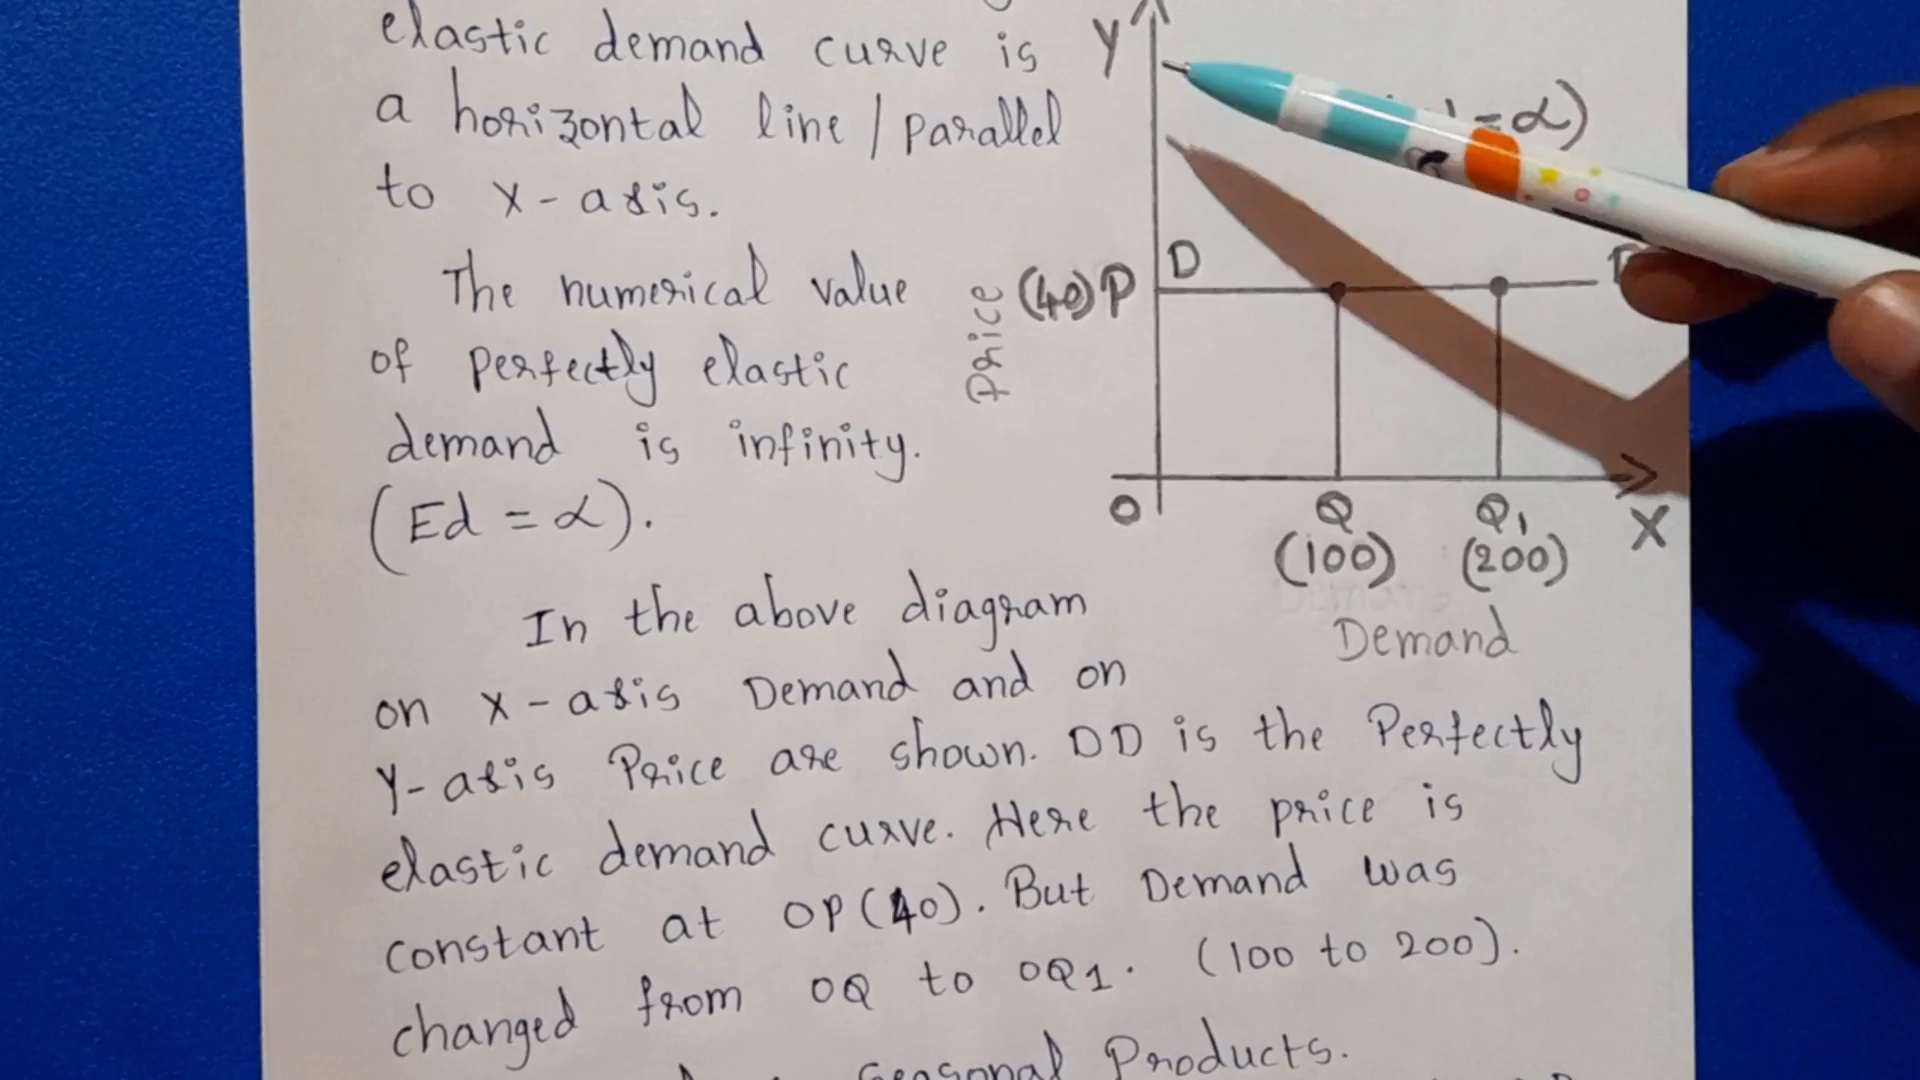 elastic demand curve is
a horizontal line / parallel
to x-axis.
The numerical value
of perfectly elastic
demand is infinity.
(Ed = α).
In the above diagram
on x-axis Demand and on
y-axis Price are shown. DD is the Perfectly
elastic demand curve. Here the price is
constant at OP (40). But Demand was
changed from OQ to OQ1. (100 to 200).
Seasonal Products.
Y
= α)
D
(40) P
Price
O
Q
Q1
X
(100)
(200)
Demand